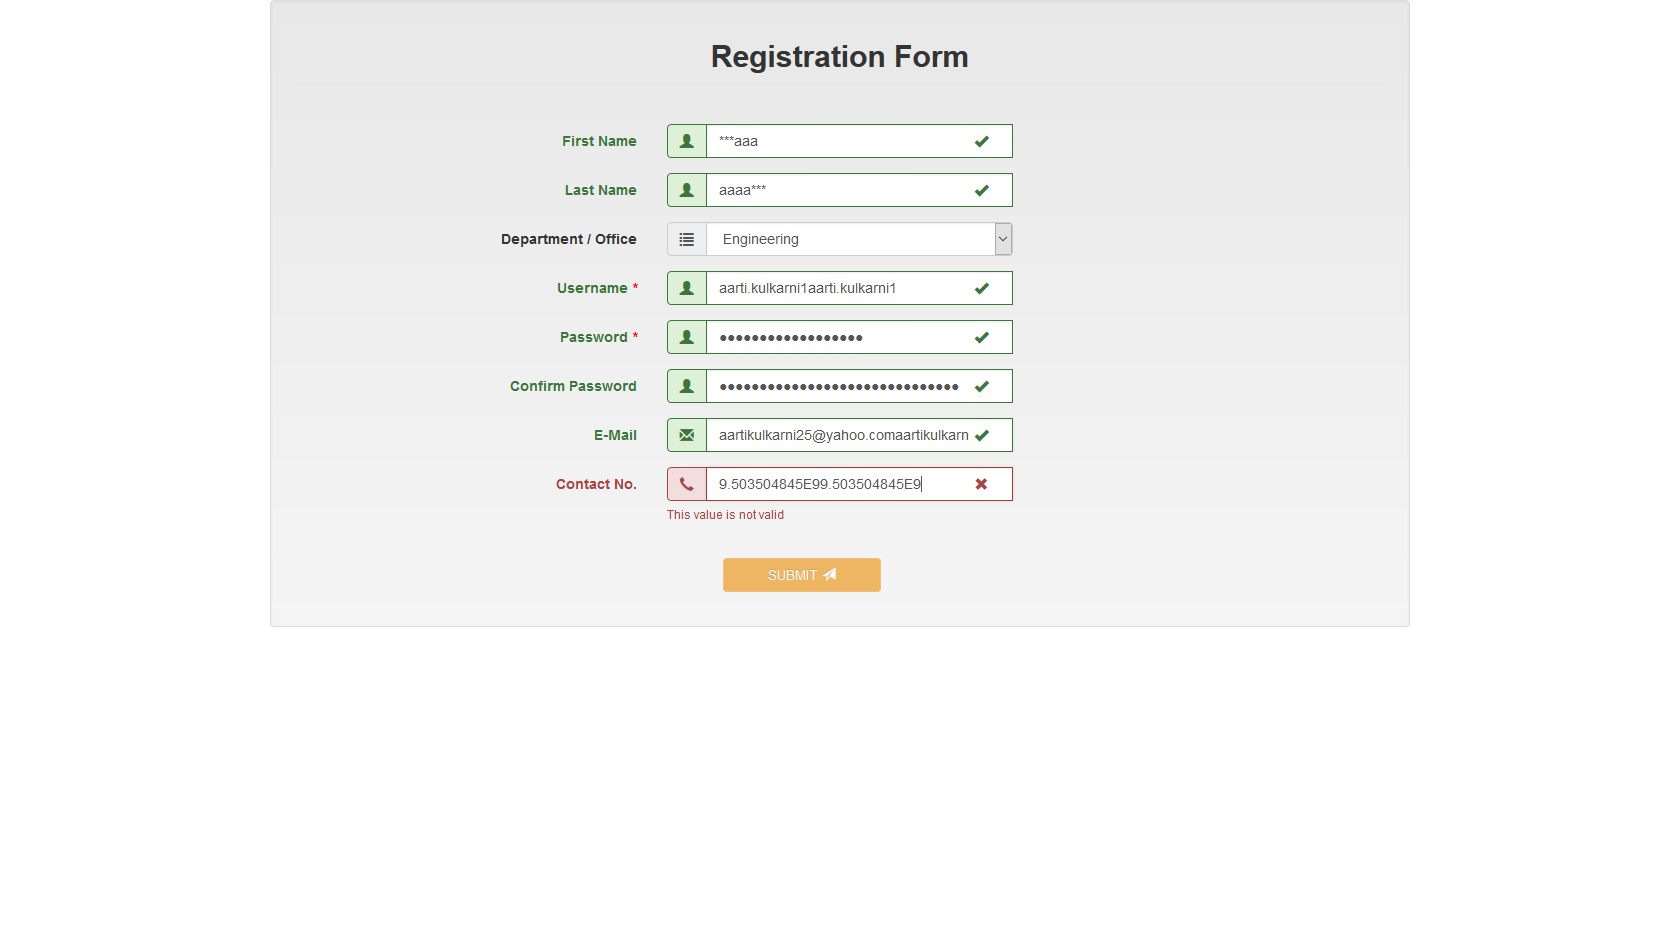 Registration Form
First Name ***aaa
Last Name aaaa***
Department / Office Engineering
Username * aarti.kulkarni1aarti.kulkarni1
Password * ●●●●●●●●●●●●●●●●●●
Confirm Password ●●●●●●●●●●●●●●●●●●●●●●●●●●●●●●
E-Mail aartikulkarni25@yahoo.comaartikulkarn
Contact No. 9.503504845E99.503504845E9
This value is not valid
SUBMIT